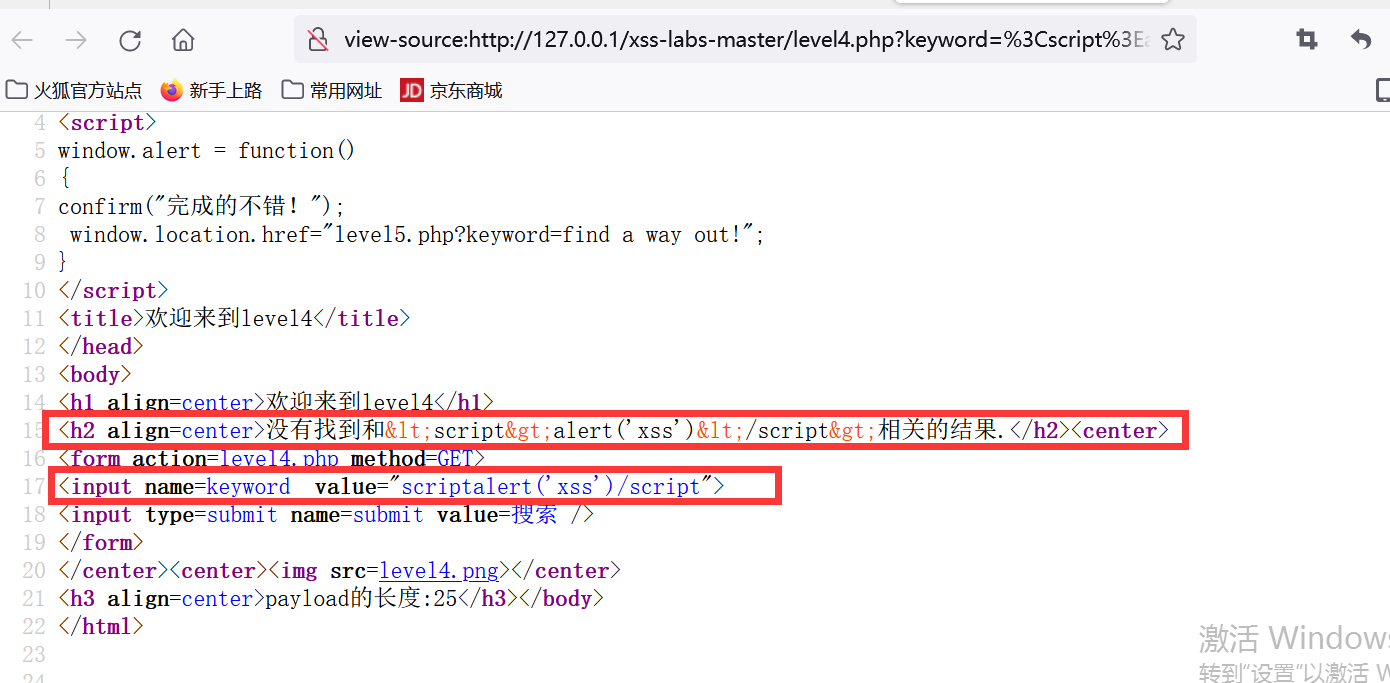 view-source:http://127.0.0.1/xss-labs-master/level4.php?keyword=%3Cscript%3Ea
火狐官方站点 新手上路 常用网址 JD 京东商城
4 <script>
5 window.alert = function()
6 {
7 confirm("完成的不错！");
8 window.location.href="level5.php?keyword=find a way out!";
9 }
10 </script>
11 <title>欢迎来到level4</title>
12 </head>
13 <body>
14 <h1 align=center>欢迎来到level4</h1>
15 <h2 align=center>没有找到和&lt;script&gt;alert('xss')&lt;/script&gt;相关的结果.</h2><center>
16 <form action=level4.php method=GET>
17 <input name=keyword  value="scriptalert('xss')/script">
18 <input type=submit name=submit value=搜索 />
19 </form>
20 </center><center><img src=level4.png></center>
21 <h3 align=center>payload的长度:25</h3></body>
22 </html>
23
24
激活 Windows
转到"设置"以激活 W